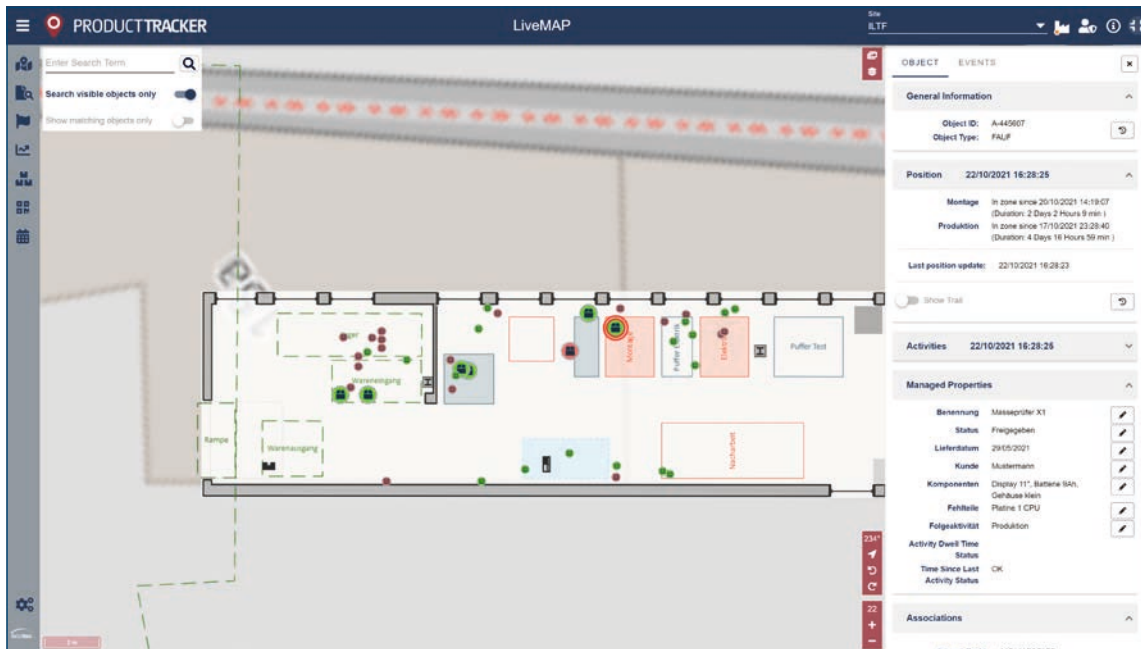 PRODUCTTRACKER
LiveMAP
Site
ILTF
Enter Search Term
Search visible objects only
Show matching objects only
Lager
Wareneingang
Rampe
Warenausgang
Montage
Puffer Elektrik
Puffer Test
Nacharbeit
234°
22
OBJECT EVENTS
General Information
Object ID: A-445607
Object Type: FAUF
Position 22/10/2021 16:28:25
Montage In zone since 20/10/2021 14:19:07
(Duration: 2 Days 2 Hours 9 min )
Produktion In zone since 17/10/2021 23:28:40
(Duration: 4 Days 16 Hours 59 min )
Last position update: 22/10/2021 16:28:23
Show Trail
Activities 22/10/2021 16:28:25
Managed Properties
Benennung Masseprüfer X1
Status Freigegeben
Lieferdatum 29/05/2021
Kunde Mustermann
Komponenten Display 11", Batterie 9Ah,
Gehäuse klein
Fehlteile Platine 1 CPU
Folgeaktivität Produktion
Activity Dwell Time
Status
Time Since Last OK
Activity Status
Associations